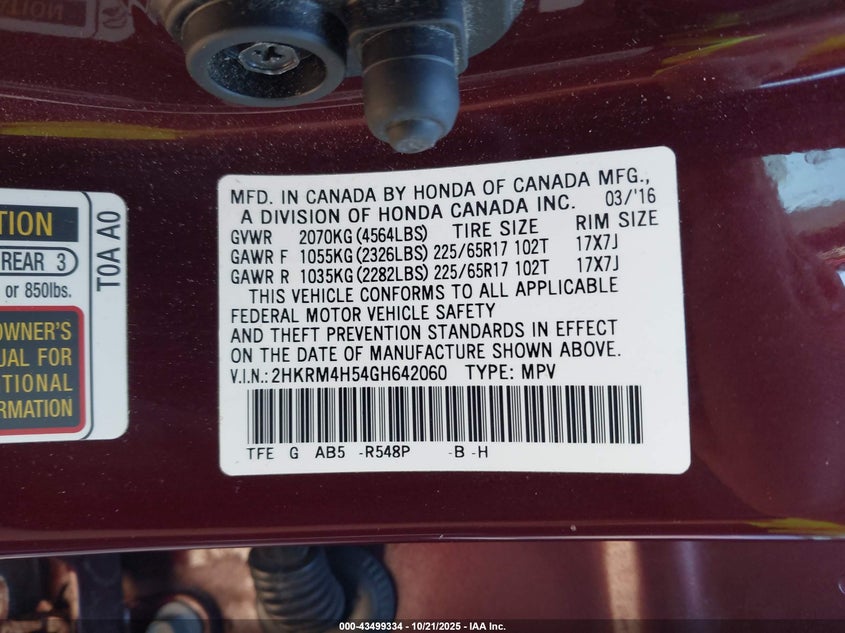 TION
REAR 3
or 850lbs.
OWNER'S
UAL FOR
ITIONAL
RMATION
T0A A0
MFD. IN CANADA BY HONDA OF CANADA MFG.,
A DIVISION OF HONDA CANADA INC. 03/'16
GVWR 2070KG (4564LBS) TIRE SIZE RIM SIZE
GAWR F 1055KG (2326LBS) 225/65R17 102T 17X7J
GAWR R 1035KG (2282LBS) 225/65R17 102T 17X7J
THIS VEHICLE CONFORMS TO ALL APPLICABLE
FEDERAL MOTOR VEHICLE SAFETY
AND THEFT PREVENTION STANDARDS IN EFFECT
ON THE DATE OF MANUFACTURE SHOWN ABOVE.
V.I.N.: 2HKRM4H54GH642060 TYPE: MPV
TFE G AB5 -R548P -B -H
000-43499334 - 10/21/2025 - IAA Inc.